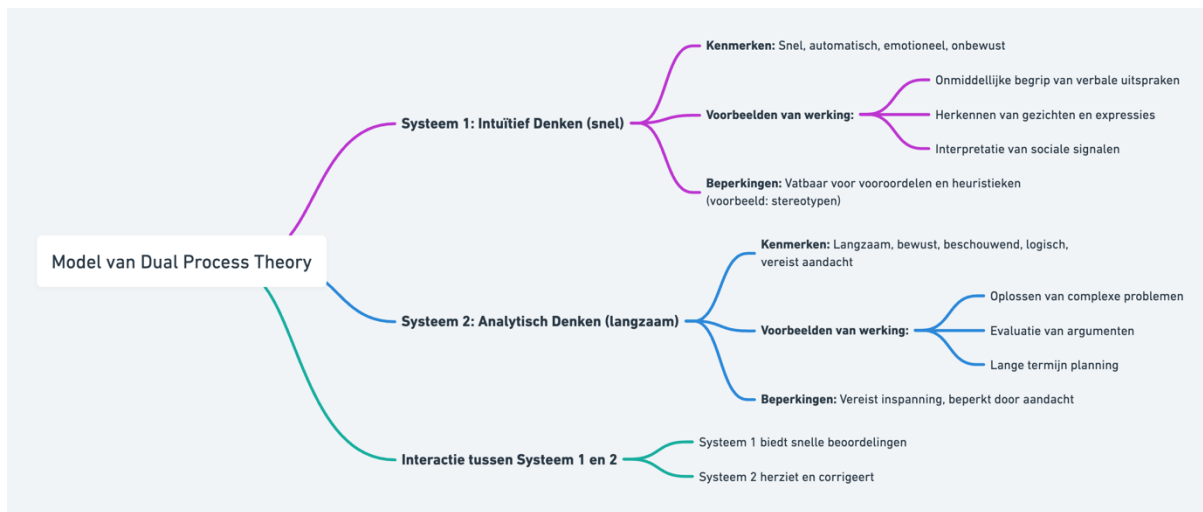 Model van Dual Process Theory
Systeem 1: Intuïtief Denken (snel)
Kenmerken: Snel, automatisch, emotioneel, onbewust
Voorbeelden van werking:
Onmiddellijke begrip van verbale uitspraken
Herkennen van gezichten en expressies
Interpretatie van sociale signalen
Beperkingen: Vatbaar voor vooroordelen en heuristieken
(voorbeeld: stereotypen)
Systeem 2: Analytisch Denken (langzaam)
Kenmerken: Langzaam, bewust, beschouwend, logisch,
vereist aandacht
Voorbeelden van werking:
Oplossen van complexe problemen
Evaluatie van argumenten
Lange termijn planning
Beperkingen: Vereist inspanning, beperkt door aandacht
Interactie tussen Systeem 1 en 2
Systeem 1 biedt snelle beoordelingen
Systeem 2 herziet en corrigeert